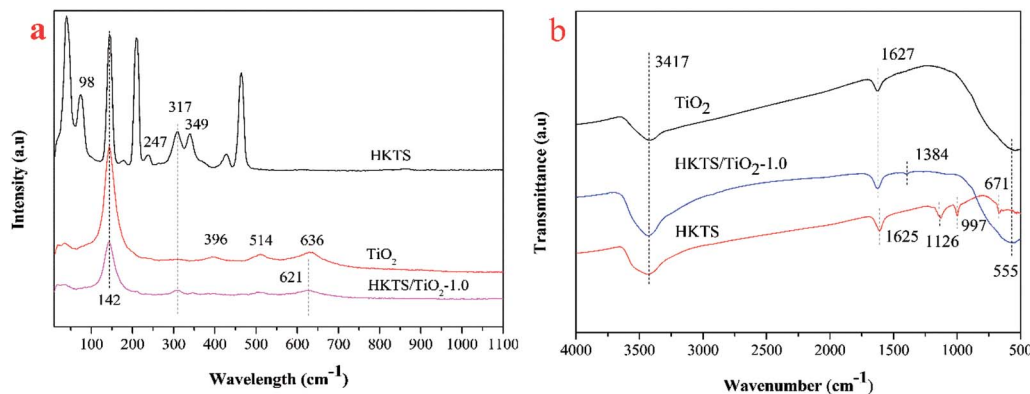 a
98
317
349
247
HKTS
396
514
636
TiO2
621
HKTS/TiO2-1.0
142
Intensity (a.u)
100 200 300 400 500 600 700 800 900 1000 1100
Wavelength (cm-1)
b
3417
1627
TiO2
HKTS/TiO2-1.0
1384
671
HKTS
1625
1126
997
555
Transmittance (a.u)
4000 3500 3000 2500 2000 1500 1000 500
Wavenumber (cm-1)